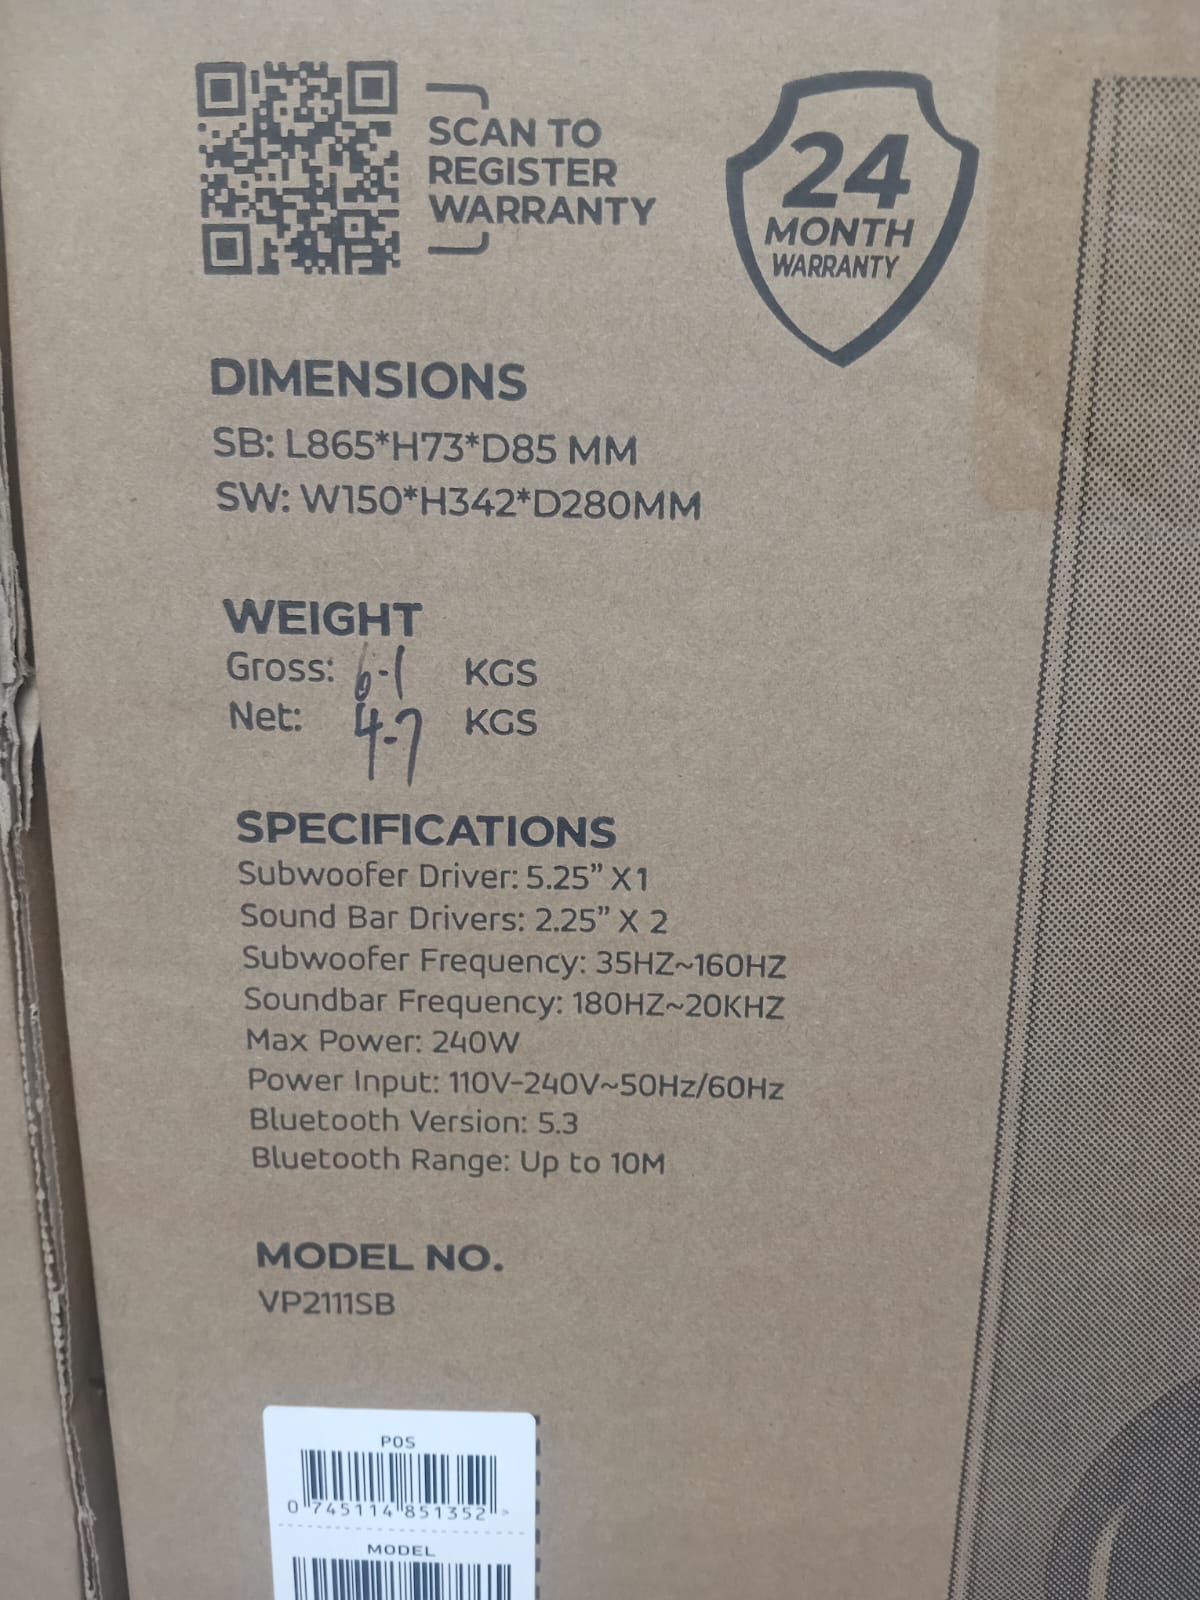 SCAN TO
REGISTER
WARRANTY
24
MONTH
WARRANTY
DIMENSIONS
SB: L865*H73*D85 MM
SW: W150*H342*D280MM
WEIGHT
Gross: 6-1 KGS
Net: 4-7 KGS
SPECIFICATIONS
Subwoofer Driver: 5.25” X1
Sound Bar Drivers: 2.25” X 2
Subwoofer Frequency: 35HZ~160HZ
Soundbar Frequency: 180HZ~20KHZ
Max Power: 240W
Power Input: 110V-240V~50Hz/60Hz
Bluetooth Version: 5.3
Bluetooth Range: Up to 10M
MODEL NO.
VP2111SB
POS
0 745114 851352 >
MODEL